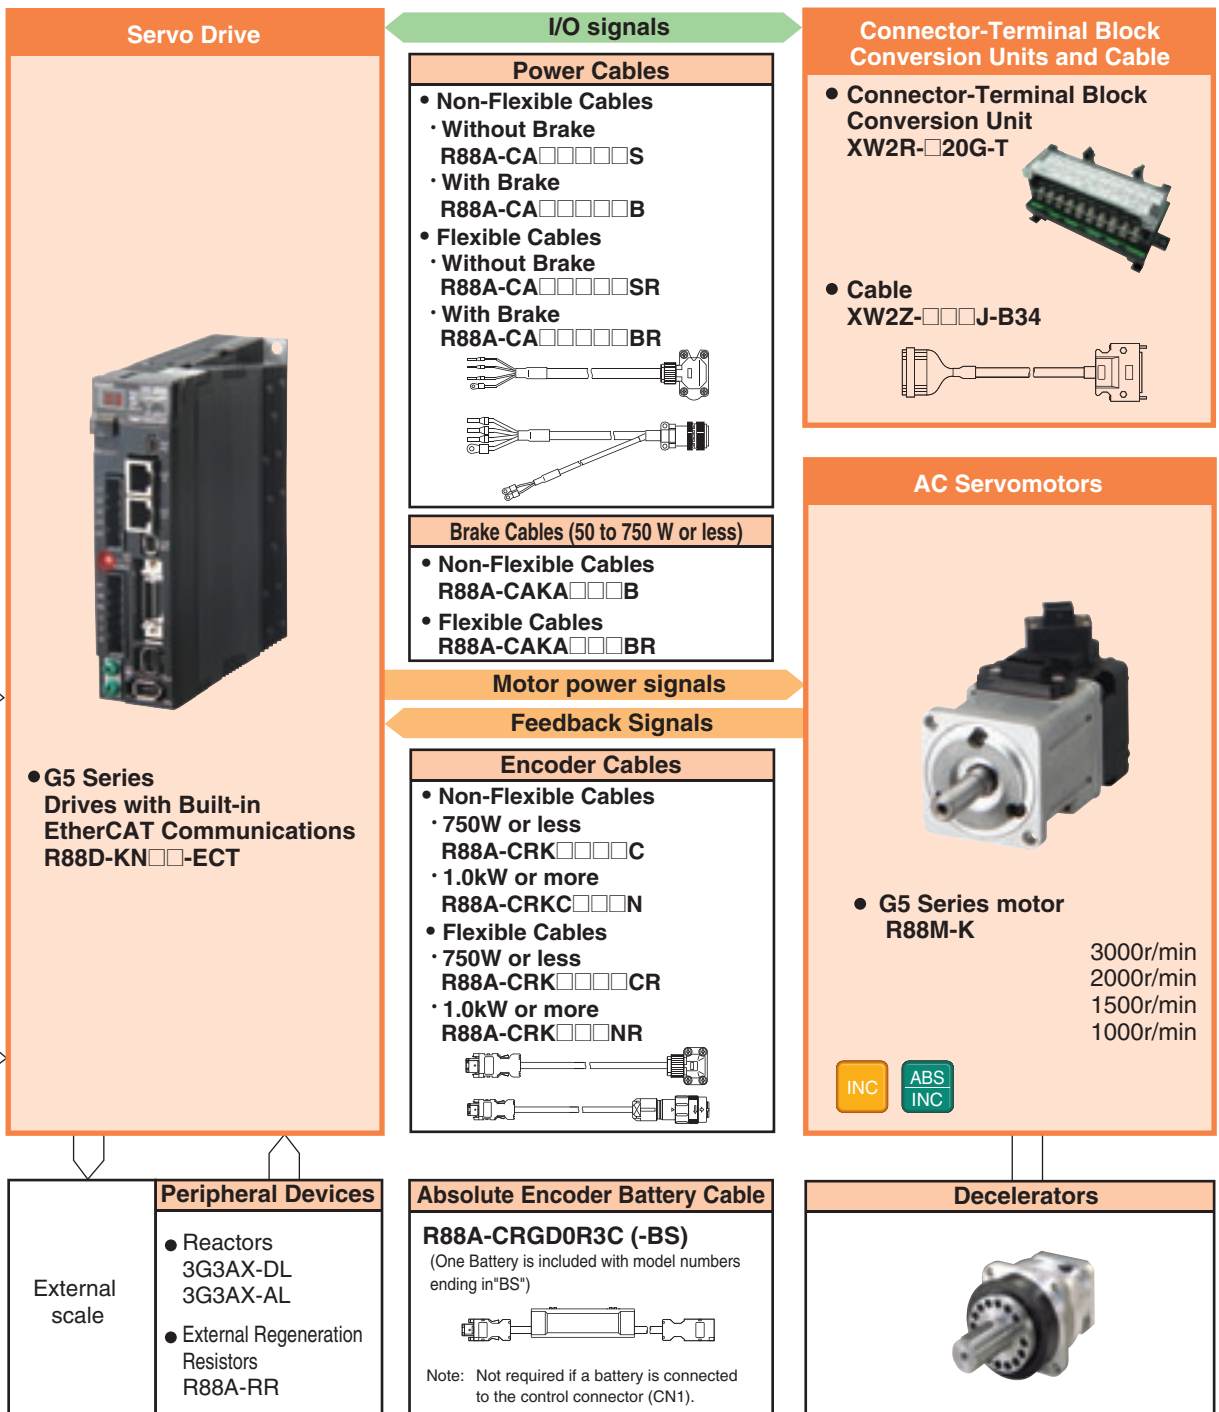 Servo Drive
● G5 Series
Drives with Built-in
EtherCAT Communications
R88D-KN□□-ECT
I/O signals
Power Cables
● Non-Flexible Cables
・Without Brake
R88A-CA□□□□□S
・With Brake
R88A-CA□□□□□B
● Flexible Cables
・Without Brake
R88A-CA□□□□□SR
・With Brake
R88A-CA□□□□□BR
Brake Cables (50 to 750 W or less)
● Non-Flexible Cables
R88A-CAKA□□□B
● Flexible Cables
R88A-CAKA□□□BR
Motor power signals
Feedback Signals
Encoder Cables
● Non-Flexible Cables
・750W or less
R88A-CRK□□□□C
・1.0kW or more
R88A-CRKC□□□N
● Flexible Cables
・750W or less
R88A-CRK□□□□CR
・1.0kW or more
R88A-CRK□□□NR
Connector-Terminal Block
Conversion Units and Cable
● Connector-Terminal Block
Conversion Unit
XW2R-□20G-T
● Cable
XW2Z-□□□J-B34
AC Servomotors
● G5 Series motor
R88M-K
3000r/min
2000r/min
1500r/min
1000r/min
INC
ABS
INC
External
scale
Peripheral Devices
● Reactors
3G3AX-DL
3G3AX-AL
● External Regeneration
Resistors
R88A-RR
Absolute Encoder Battery Cable
R88A-CRGD0R3C (-BS)
(One Battery is included with model numbers
ending in"BS")
Note: Not required if a battery is connected
to the control connector (CN1).
Decelerators